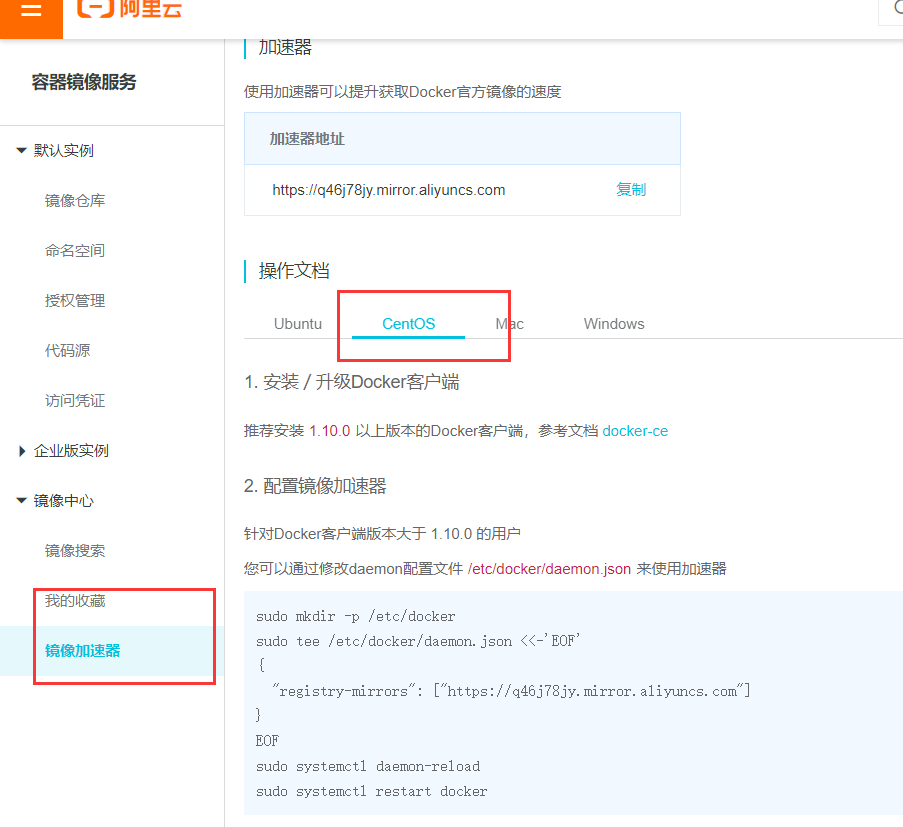 阿里云
容器镜像服务
默认实例
镜像仓库
命名空间
授权管理
代码源
访问凭证
企业版实例
镜像中心
镜像搜索
我的收藏
镜像加速器
加速器
使用加速器可以提升获取Docker官方镜像的速度
加速器地址
https://q46j78jy.mirror.aliyuncs.com 复制
操作文档
Ubuntu CentOS Mac Windows
1. 安装 / 升级Docker客户端
推荐安装 1.10.0 以上版本的Docker客户端，参考文档 docker-ce
2. 配置镜像加速器
针对Docker客户端版本大于 1.10.0 的用户
您可以通过修改daemon配置文件 /etc/docker/daemon.json 来使用加速器
sudo mkdir -p /etc/docker
sudo tee /etc/docker/daemon.json <<-'EOF'
{
"registry-mirrors": ["https://q46j78jy.mirror.aliyuncs.com"]
}
EOF
sudo systemctl daemon-reload
sudo systemctl restart docker